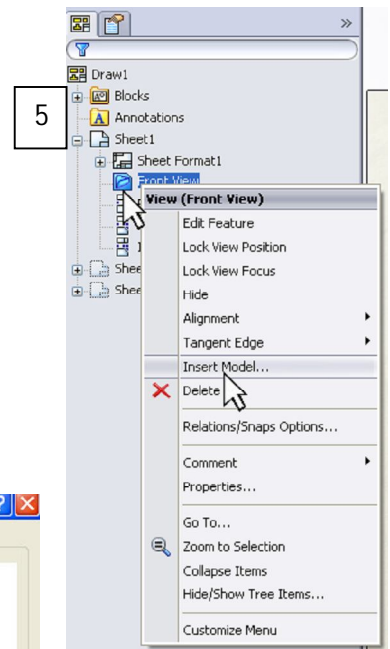 »
Draw1
Blocks
A Annotations
5
Sheet1
Sheet Format1
Front View
View (Front View)
Edit Feature
Lock View Position
Lock View Focus
Hide
Alignment
Shee
Tangent Edge
Shee
Insert Model...
Delete
Relations/Snaps Options...
Comment
Properties...
?
Go To...
Zoom to Selection
Collapse Items
Hide/Show Tree Items...
Customize Menu